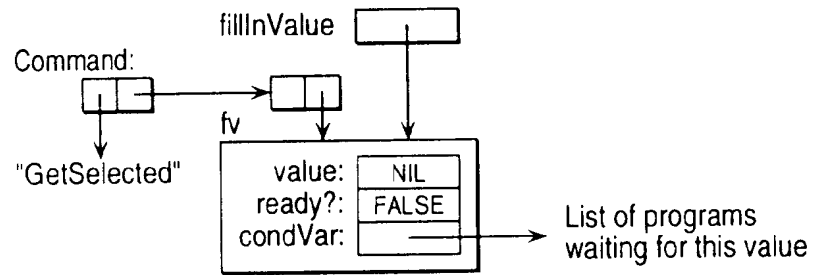 fillInValue
Command:
fv
"GetSelected"
value: NIL
ready?: FALSE
condVar:
List of programs
waiting for this value